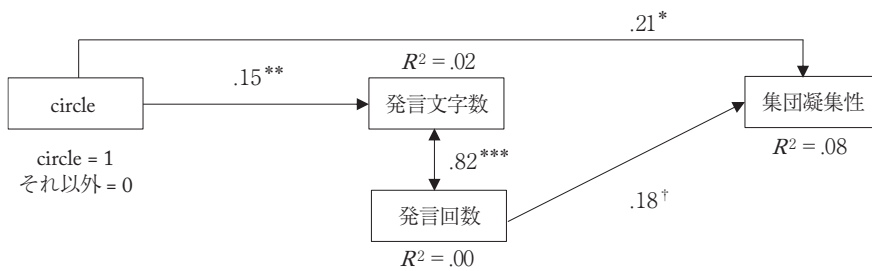 .21*
R² = .02
.15**
circle
発言文字数
集団凝集性
circle = 1
それ以外 = 0
.82***
R² = .08
発言回数
.18†
R² = .00